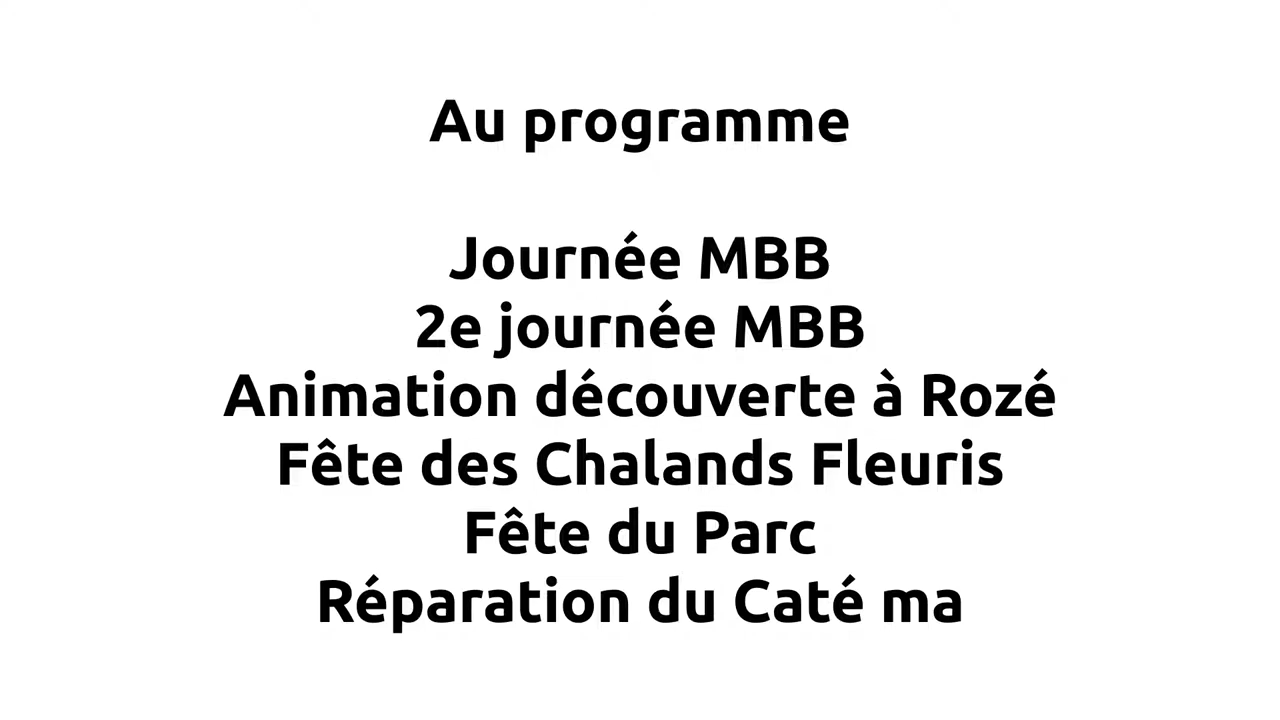 Au programme
Journée MBB
2e journée MBB
Animation découverte à Rozé
Fête des Chalands Fleuris
Fête du Parc
Réparation du Caté ma